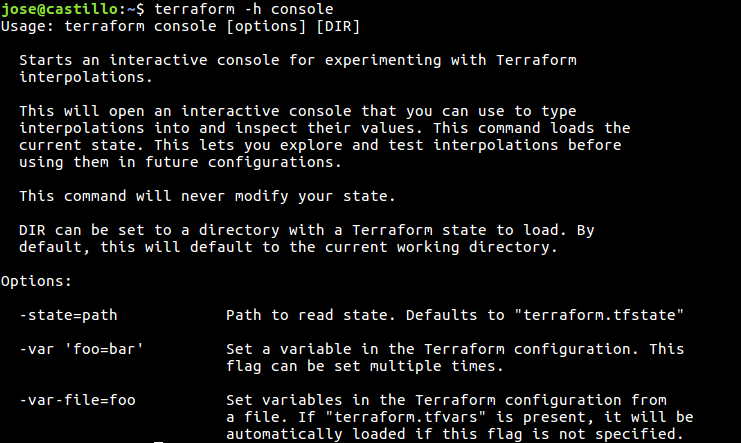 jose@castillo:~$ terraform -h console
Usage: terraform console [options] [DIR]
Starts an interactive console for experimenting with Terraform
interpolations.
This will open an interactive console that you can use to type
interpolations into and inspect their values. This command loads the
current state. This lets you explore and test interpolations before
using them in future configurations.
This command will never modify your state.
DIR can be set to a directory with a Terraform state to load. By
default, this will default to the current working directory.
Options:
-state=path Path to read state. Defaults to "terraform.tfstate"
-var 'foo=bar' Set a variable in the Terraform configuration. This
flag can be set multiple times.
-var-file=foo Set variables in the Terraform configuration from
a file. If "terraform.tfvars" is present, it will be
automatically loaded if this flag is not specified.